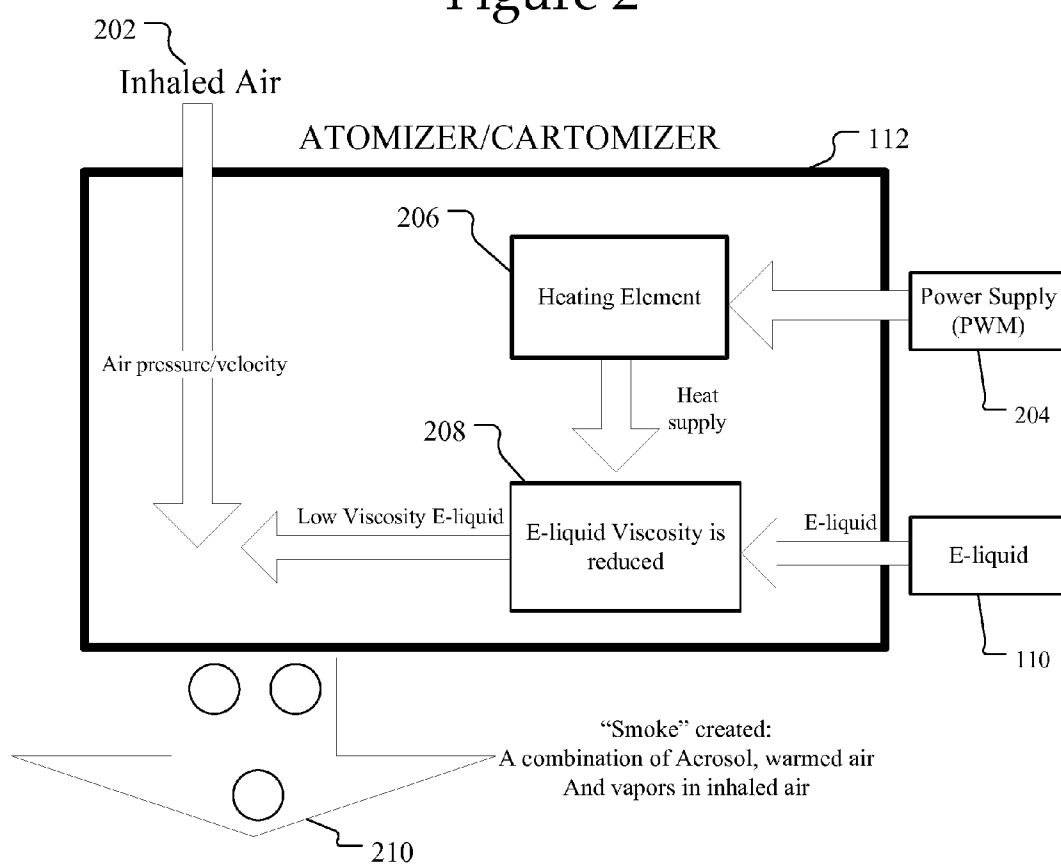 Figure 2
202
Inhaled Air
ATOMIZER/CARTOMIZER
112
206
Heating Element
Power Supply
(PWM)
Air pressure/velocity
Heat
supply
204
208
Low Viscosity E-liquid
E-liquid Viscosity is
reduced
E-liquid
E-liquid
110
“Smoke” created:
A combination of Aerosol, warmed air
And vapors in inhaled air
210